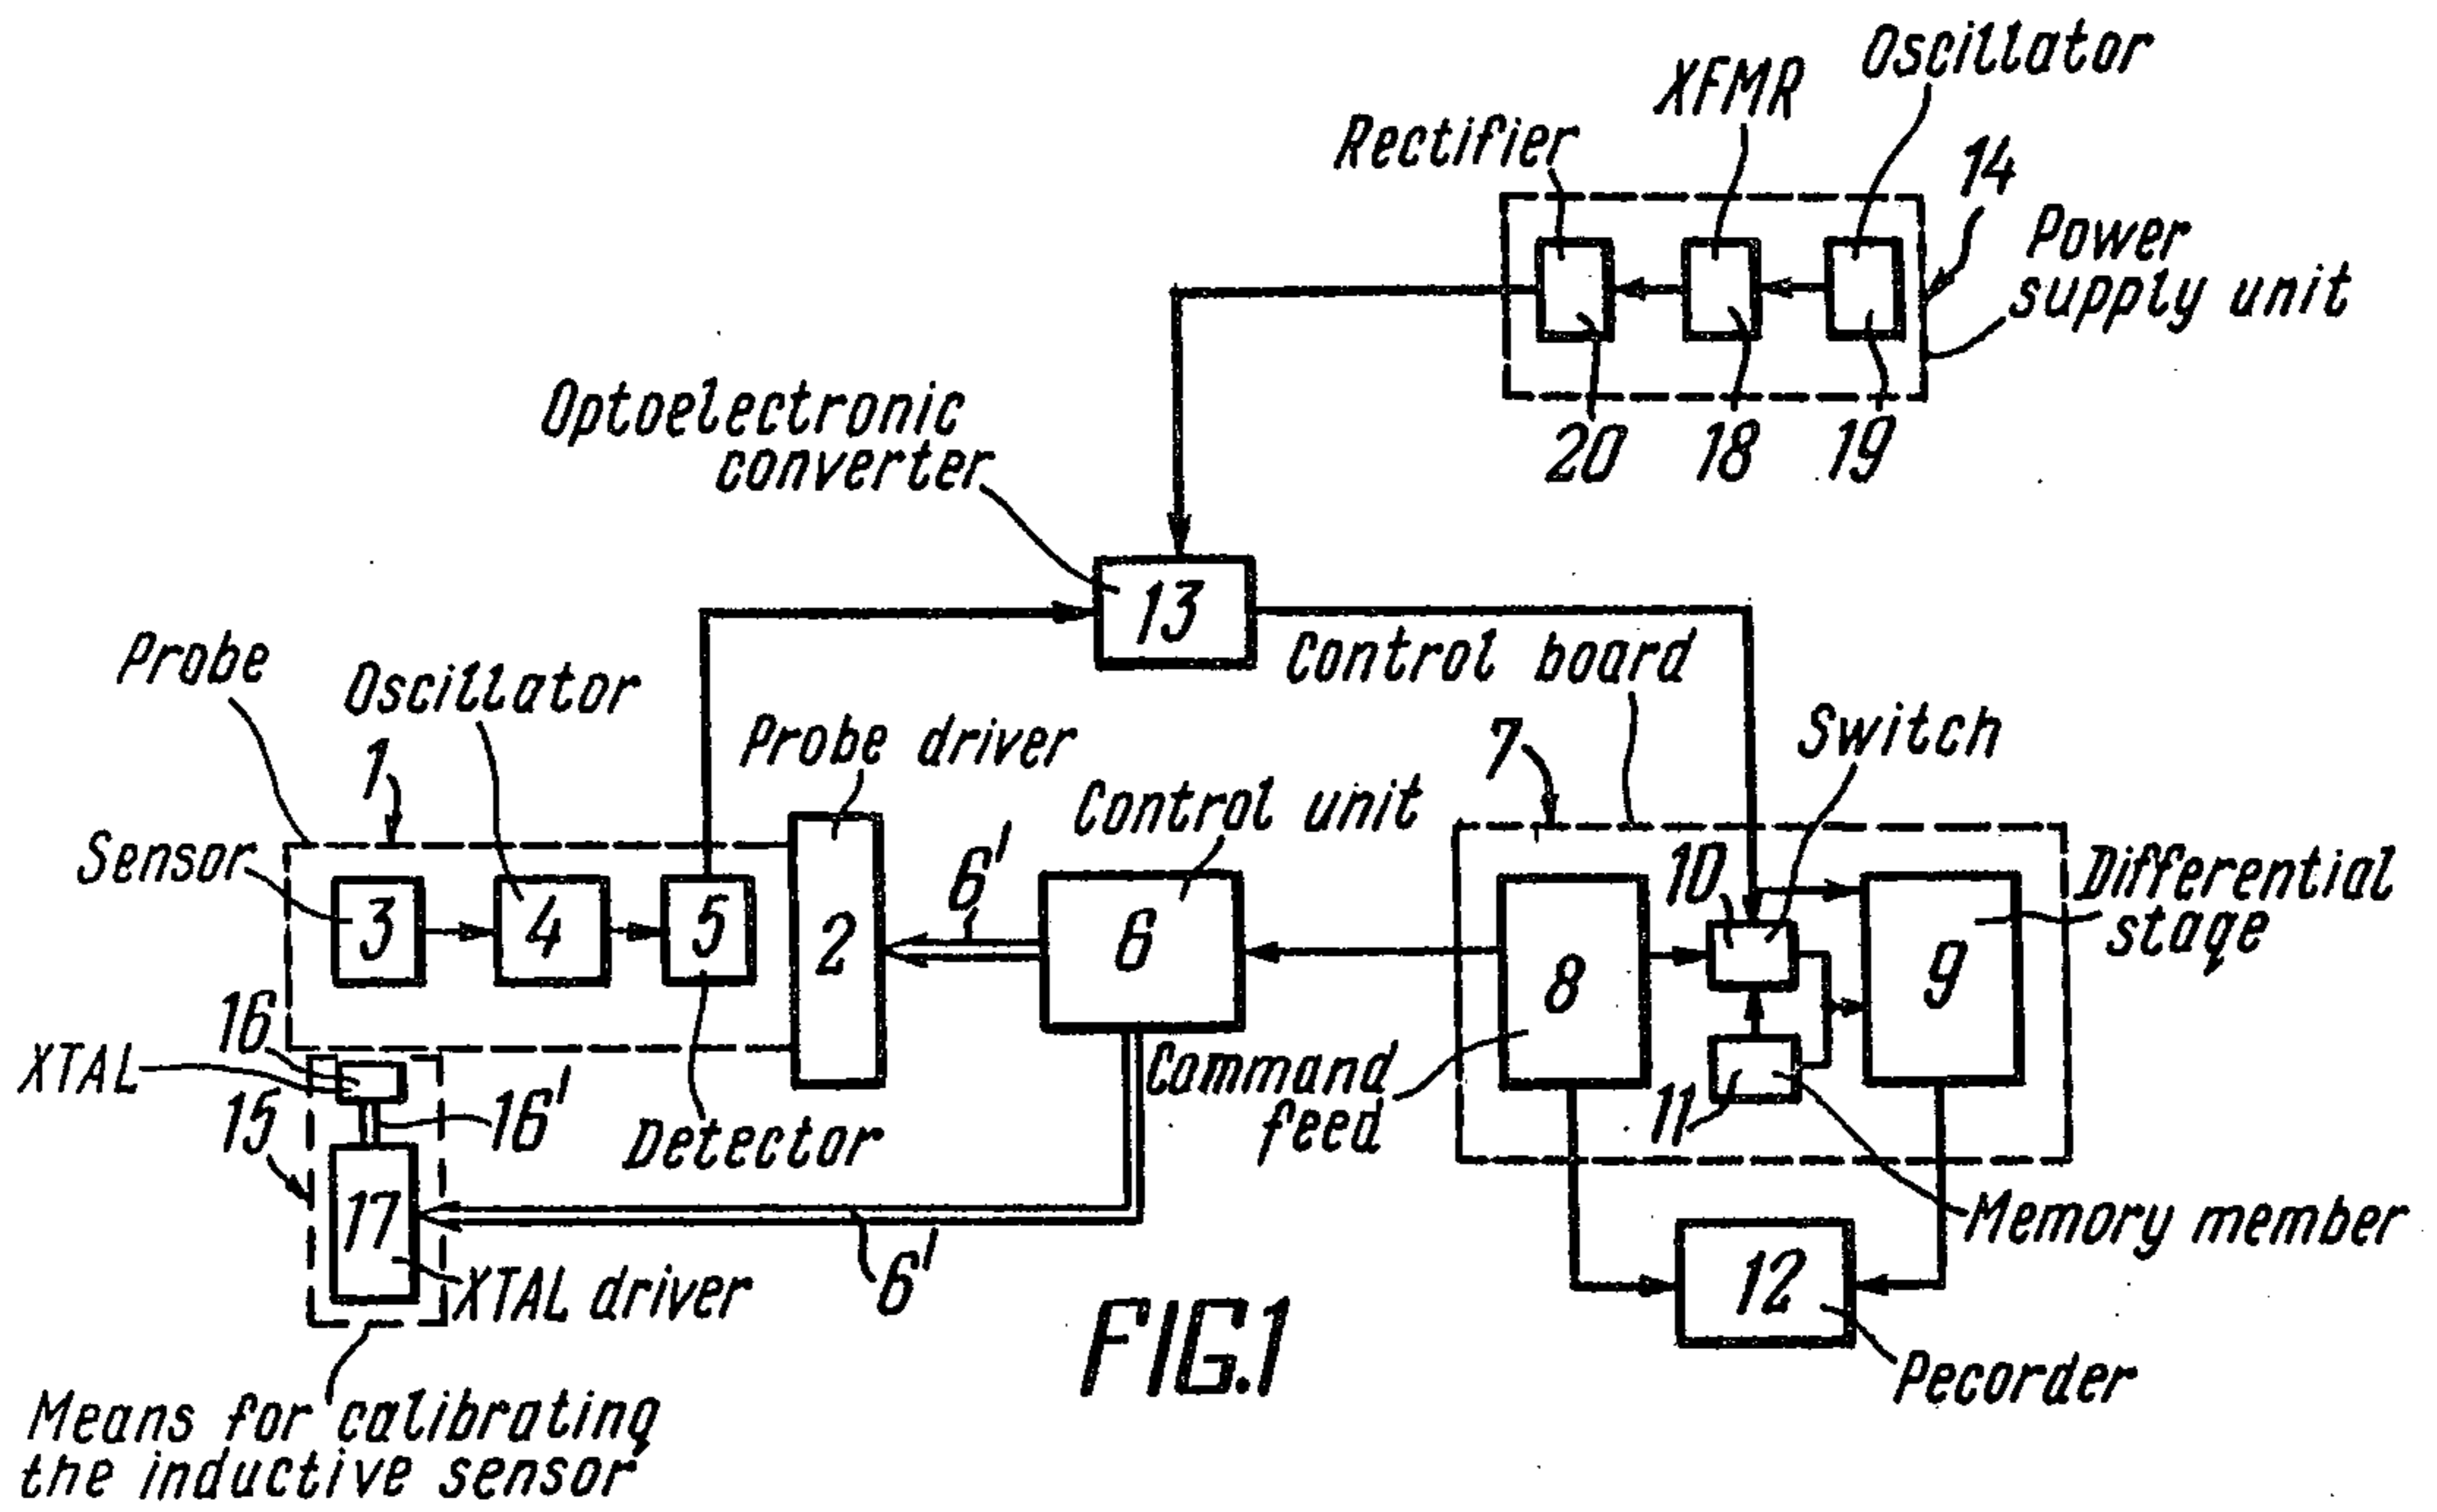 Oscillator
XFMR
Rectifier
14
Power
supply unit
20
18
19
Optoelectronic
converter
13
Control board
Probe
Oscillator
1
Probe driver
7
Switch
Control unit
Sensor
3
4
5
2
6'
6
8
10
9
Differential
stage
16
XTAL
16'
15
Detector
Command
feed
11
17
XTAL driver
6'
Memory member
12
Pecorder
FIG.1
Means for calibrating
the inductive sensor